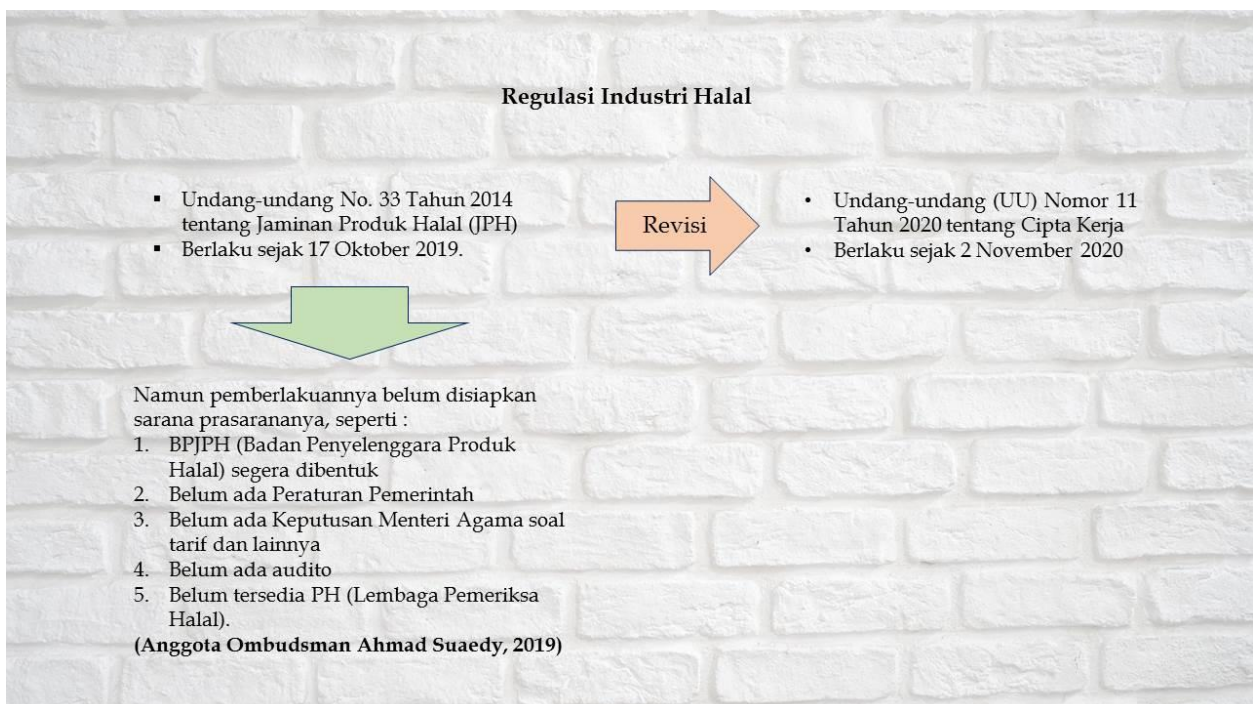 Regulasi Industri Halal
▪ Undang-undang No. 33 Tahun 2014
tentang Jaminan Produk Halal (JPH)
▪ Berlaku sejak 17 Oktober 2019.
Revisi
• Undang-undang (UU) Nomor 11
Tahun 2020 tentang Cipta Kerja
• Berlaku sejak 2 November 2020
Namun pemberlakuannya belum disiapkan
sarana prasarananya, seperti :
1. BPJPH (Badan Penyelenggara Produk
Halal) segera dibentuk
2. Belum ada Peraturan Pemerintah
3. Belum ada Keputusan Menteri Agama soal
tarif dan lainnya
4. Belum ada audito
5. Belum tersedia PH (Lembaga Pemeriksa
Halal).
(Anggota Ombudsman Ahmad Suaedy, 2019)